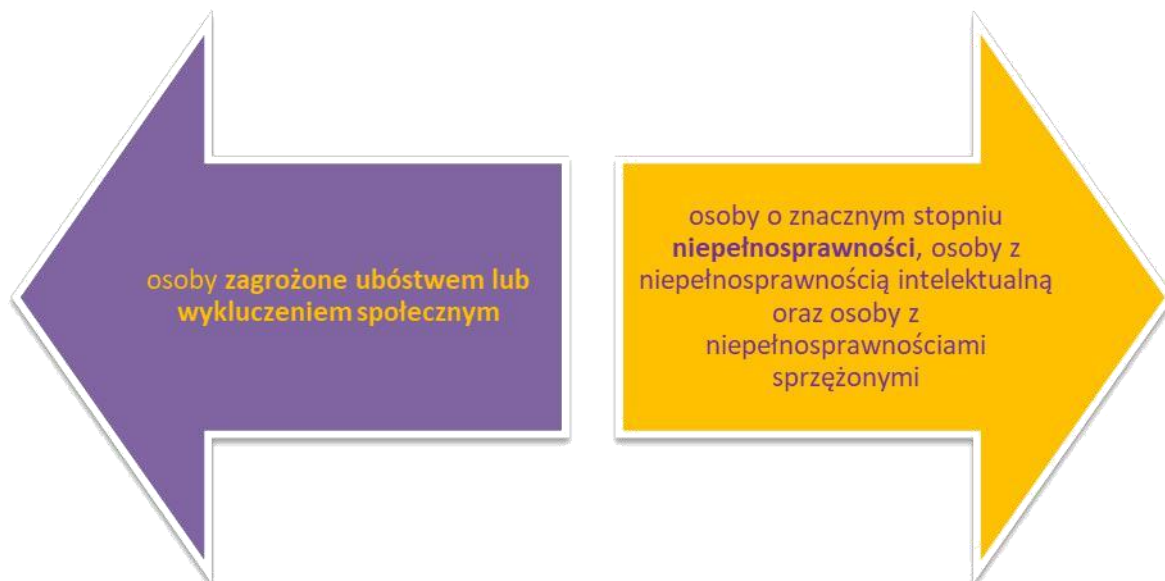 osoby zagrożone ubóstwem lub
wykluczeniem społecznym
osoby o znacznym stopniu
niepełnosprawności, osoby z
niepełnosprawnością intelektualną
oraz osoby z
niepełnosprawnościami
sprzężonymi